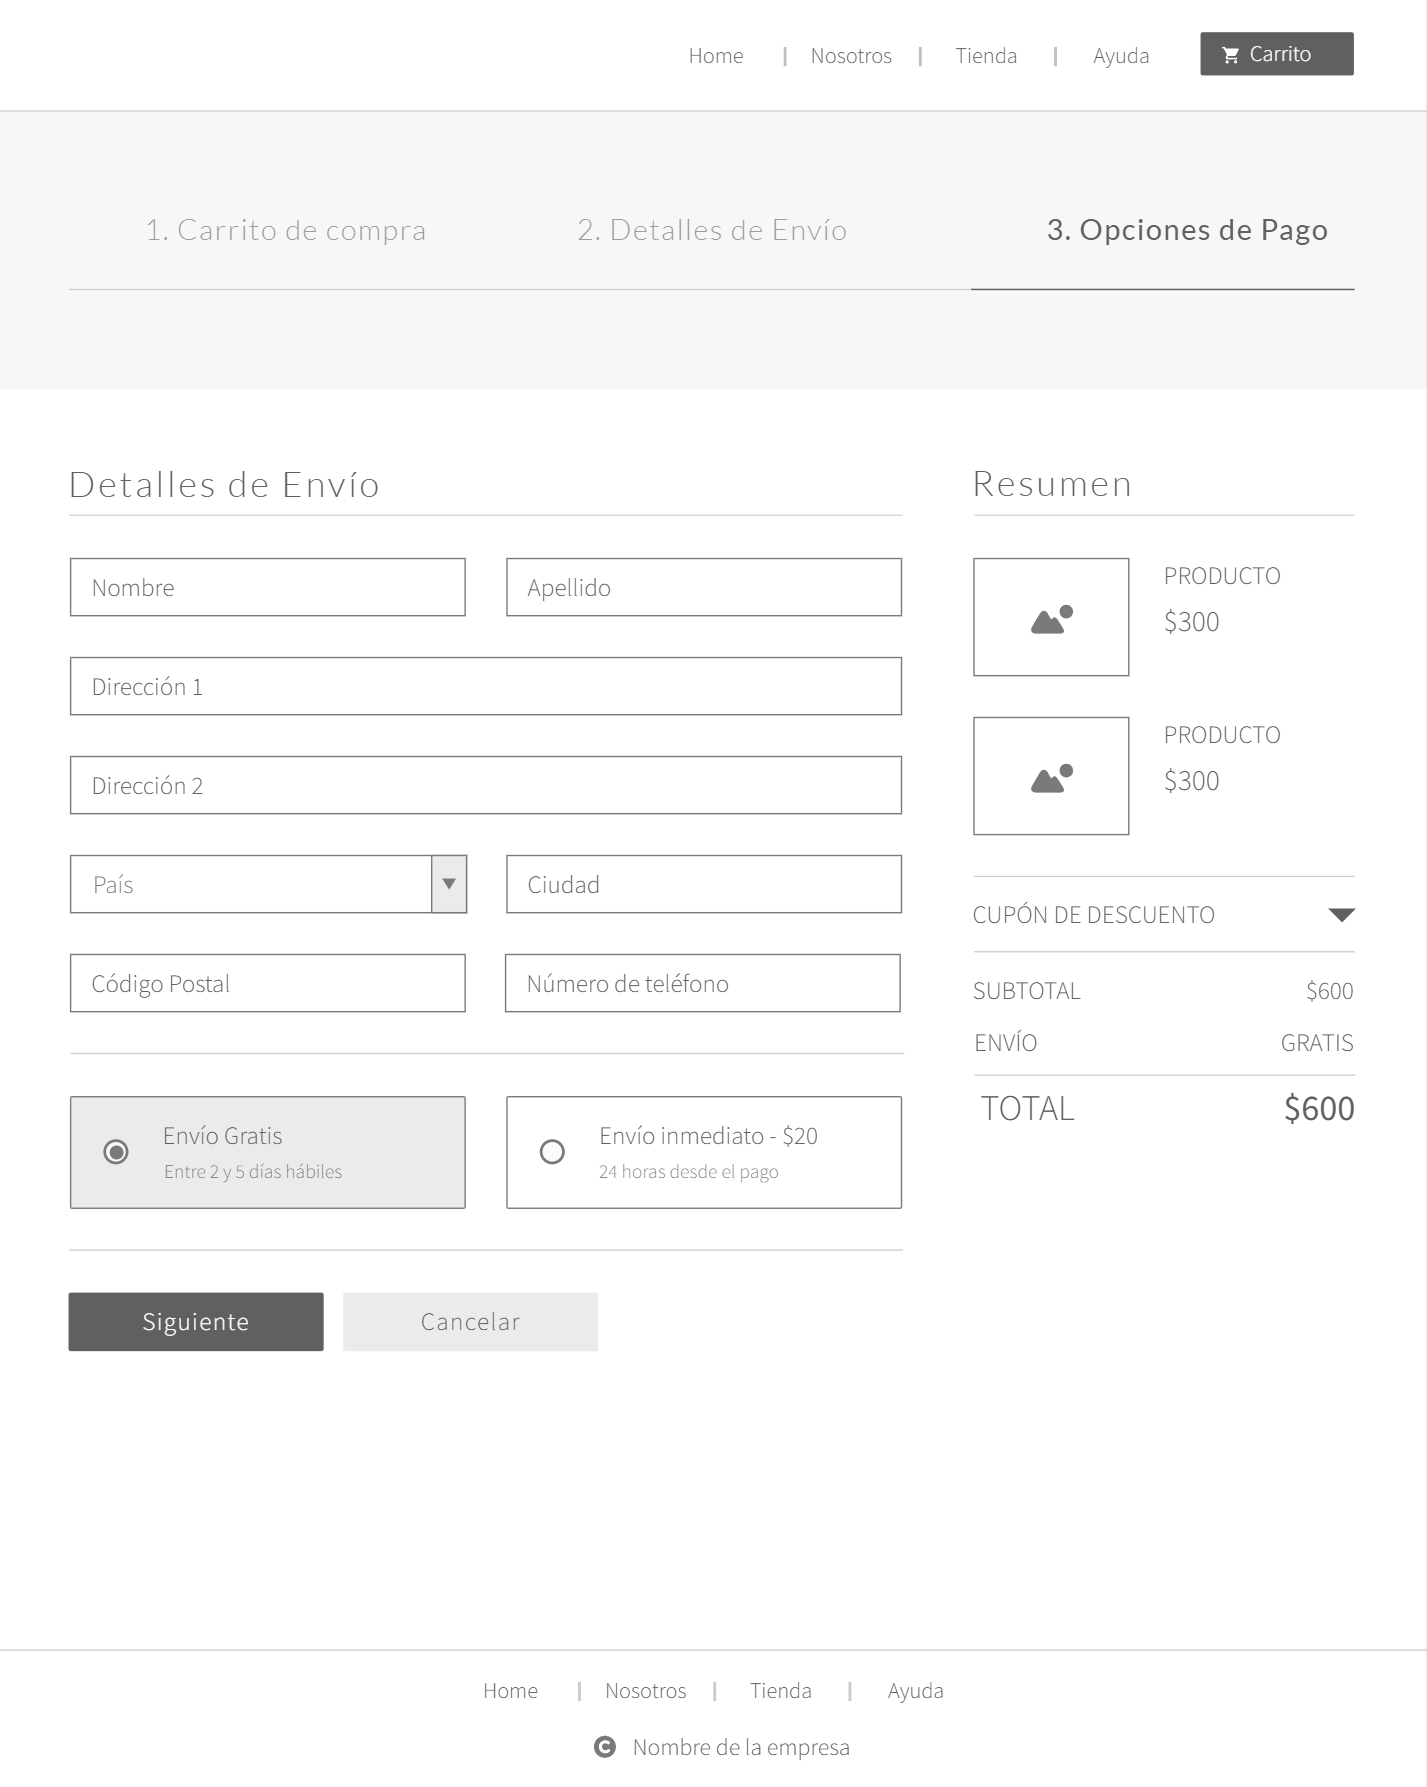 Home | Nosotros | Tienda | Ayuda Carrito
1. Carrito de compra 2. Detalles de Envío 3. Opciones de Pago
Detalles de Envío
Nombre Apellido
Dirección 1
Dirección 2
País Ciudad
Código Postal Número de teléfono
Envío Gratis
Entre 2 y 5 días hábiles
Envío inmediato - $20
24 horas desde el pago
Siguiente Cancelar
Resumen
PRODUCTO
$300
PRODUCTO
$300
CUPÓN DE DESCUENTO
SUBTOTAL $600
ENVÍO GRATIS
TOTAL $600
Home | Nosotros | Tienda | Ayuda
© Nombre de la empresa